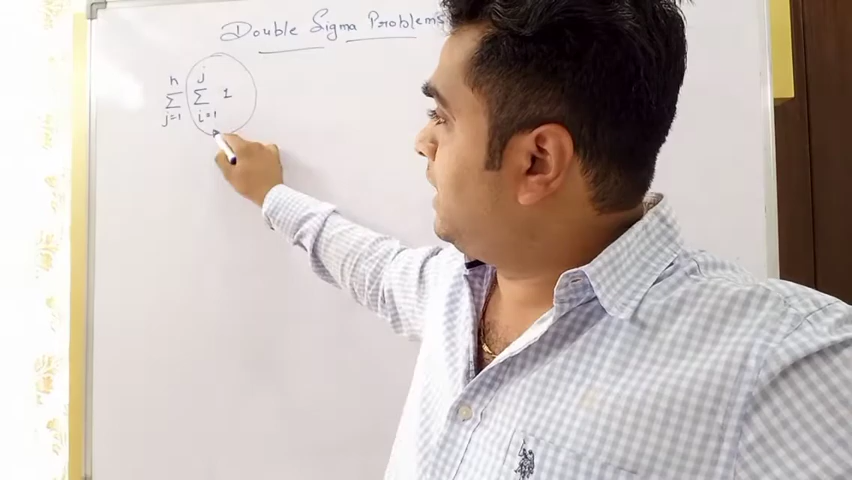 Double Sigma Problems
n j
Σ Σ 1
j=1 i=1